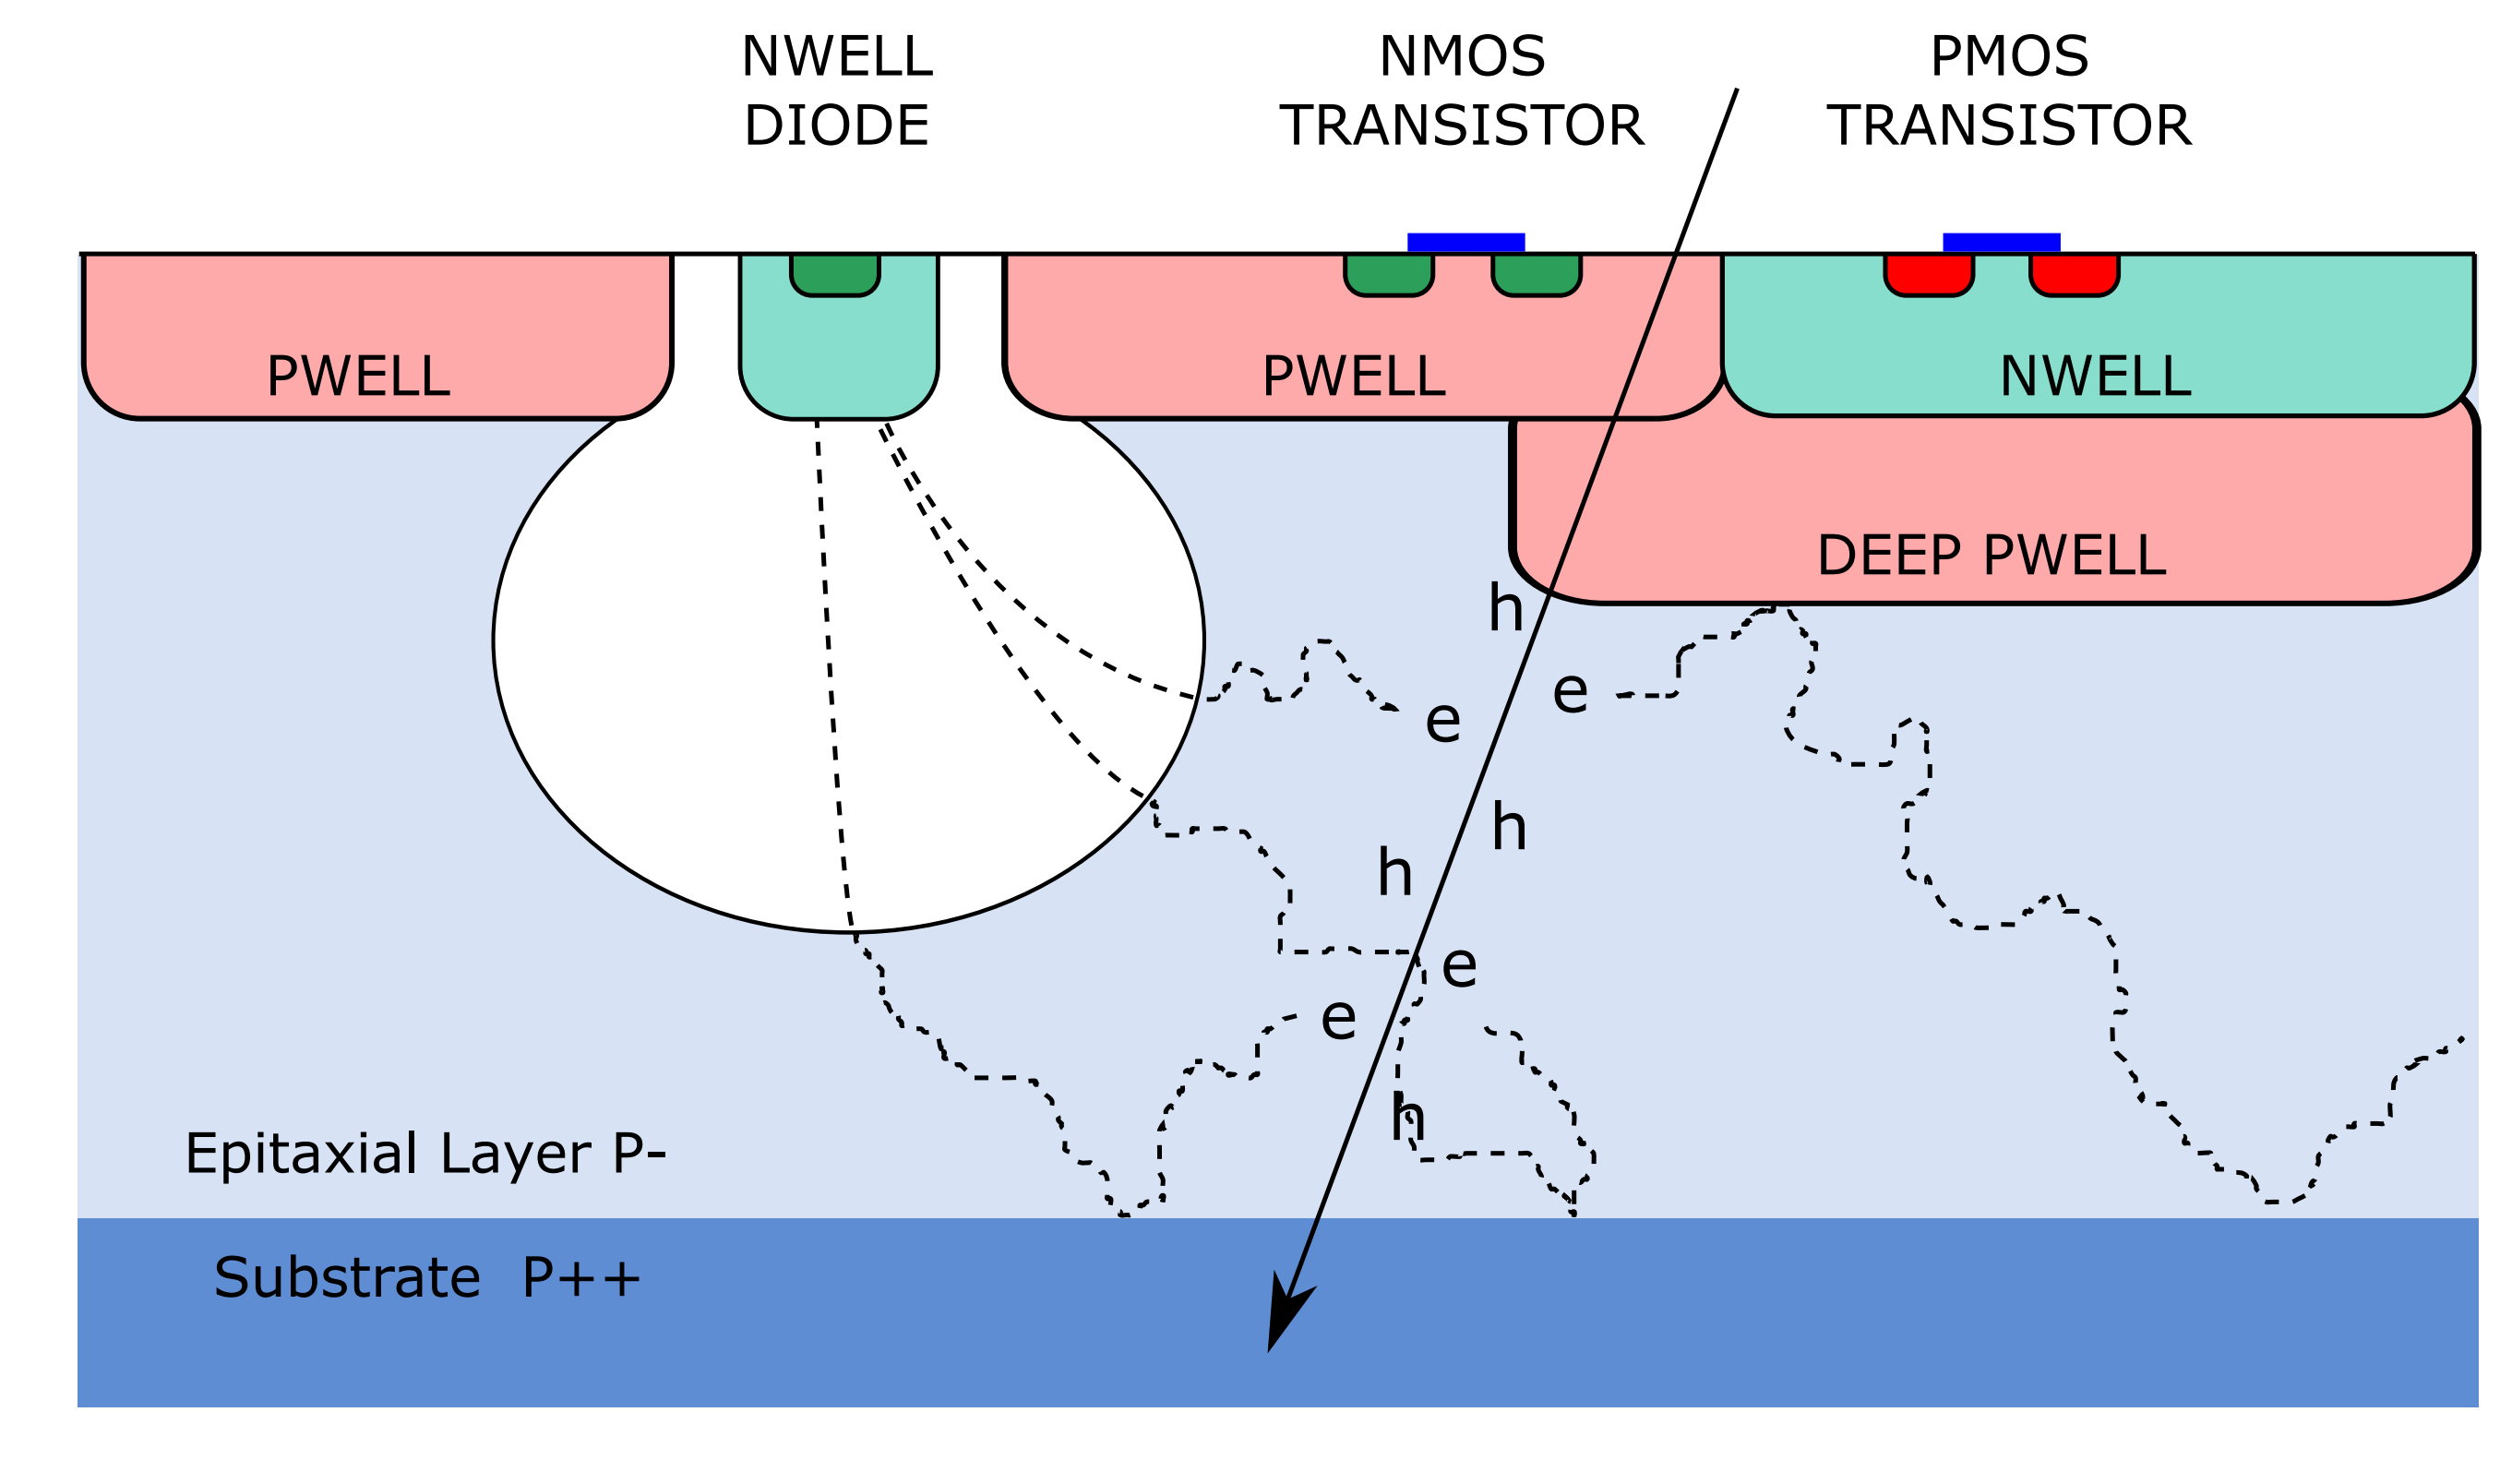 NWELL
DIODE
NMOS
TRANSISTOR
PMOS
TRANSISTOR
PWELL
PWELL
NWELL
DEEP PWELL
h
e
e
h
h
e
e
h
Epitaxial Layer P-
Substrate P++